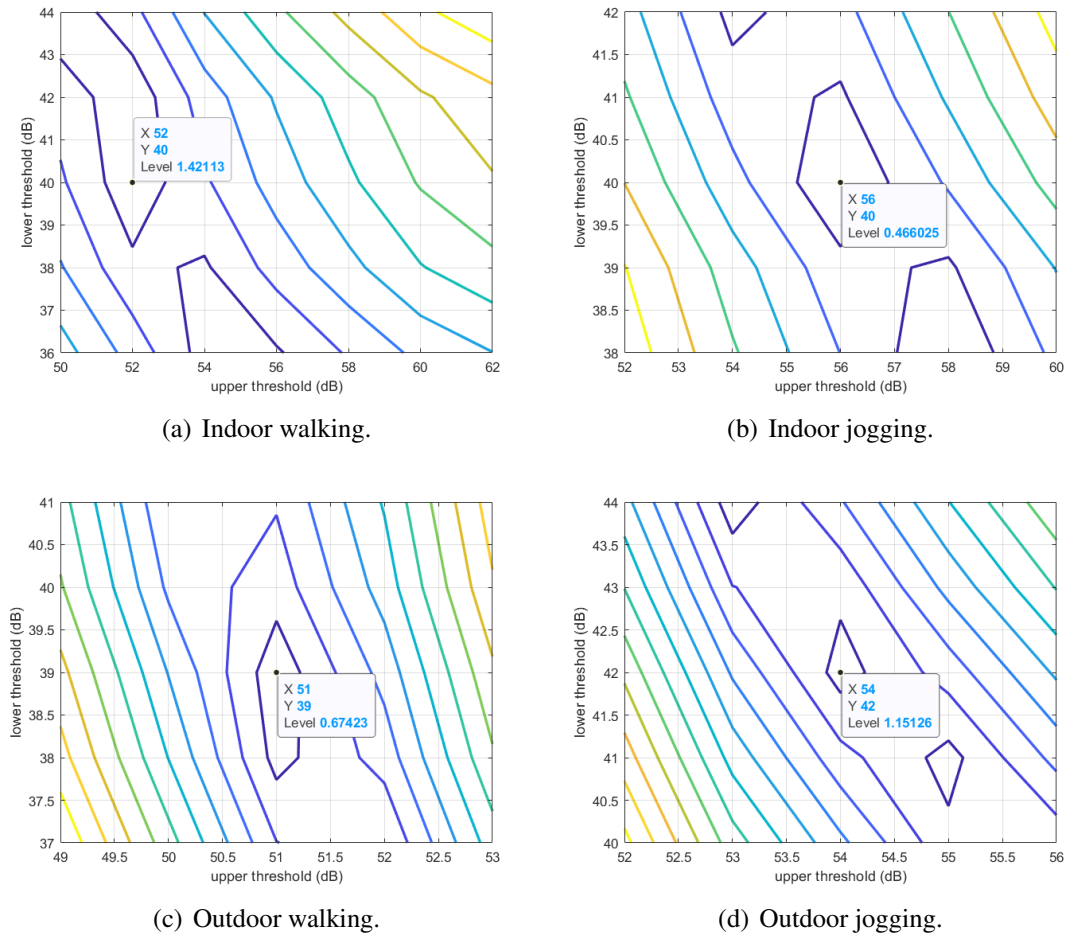 44
43
42
41
40
39
38
37
36
50 52 54 56 58 60 62
lower threshold (dB)
upper threshold (dB)
X 52
Y 40
Level 1.42113
(a) Indoor walking.
42
41.5
41
40.5
40
39.5
39
38.5
38
52 53 54 55 56 57 58 59 60
lower threshold (dB)
upper threshold (dB)
X 56
Y 40
Level 0.466025
(b) Indoor jogging.
41
40.5
40
39.5
39
38.5
38
37.5
37
49 49.5 50 50.5 51 51.5 52 52.5 53
lower threshold (dB)
upper threshold (dB)
X 51
Y 39
Level 0.67423
(c) Outdoor walking.
44
43.5
43
42.5
42
41.5
41
40.5
40
52 52.5 53 53.5 54 54.5 55 55.5 56
lower threshold (dB)
upper threshold (dB)
X 54
Y 42
Level 1.15126
(d) Outdoor jogging.